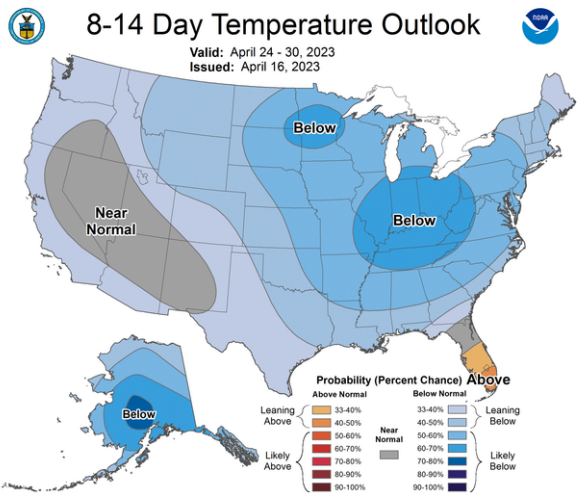 8-14 Day Temperature Outlook
Valid: April 24 - 30, 2023
Issued: April 16, 2023
NOAA
Below
Near
Normal
Below
Above
Below
Probability (Percent Chance)
Above Normal
Below Normal
Leaning
Above
33-40%
40-50%
Likely
Above
50-60%
60-70%
70-80%
80-90%
90-100%
Near
Normal
33-40%
40-50%
Leaning
Below
50-60%
60-70%
70-80%
80-90%
90-100%
Likely
Below